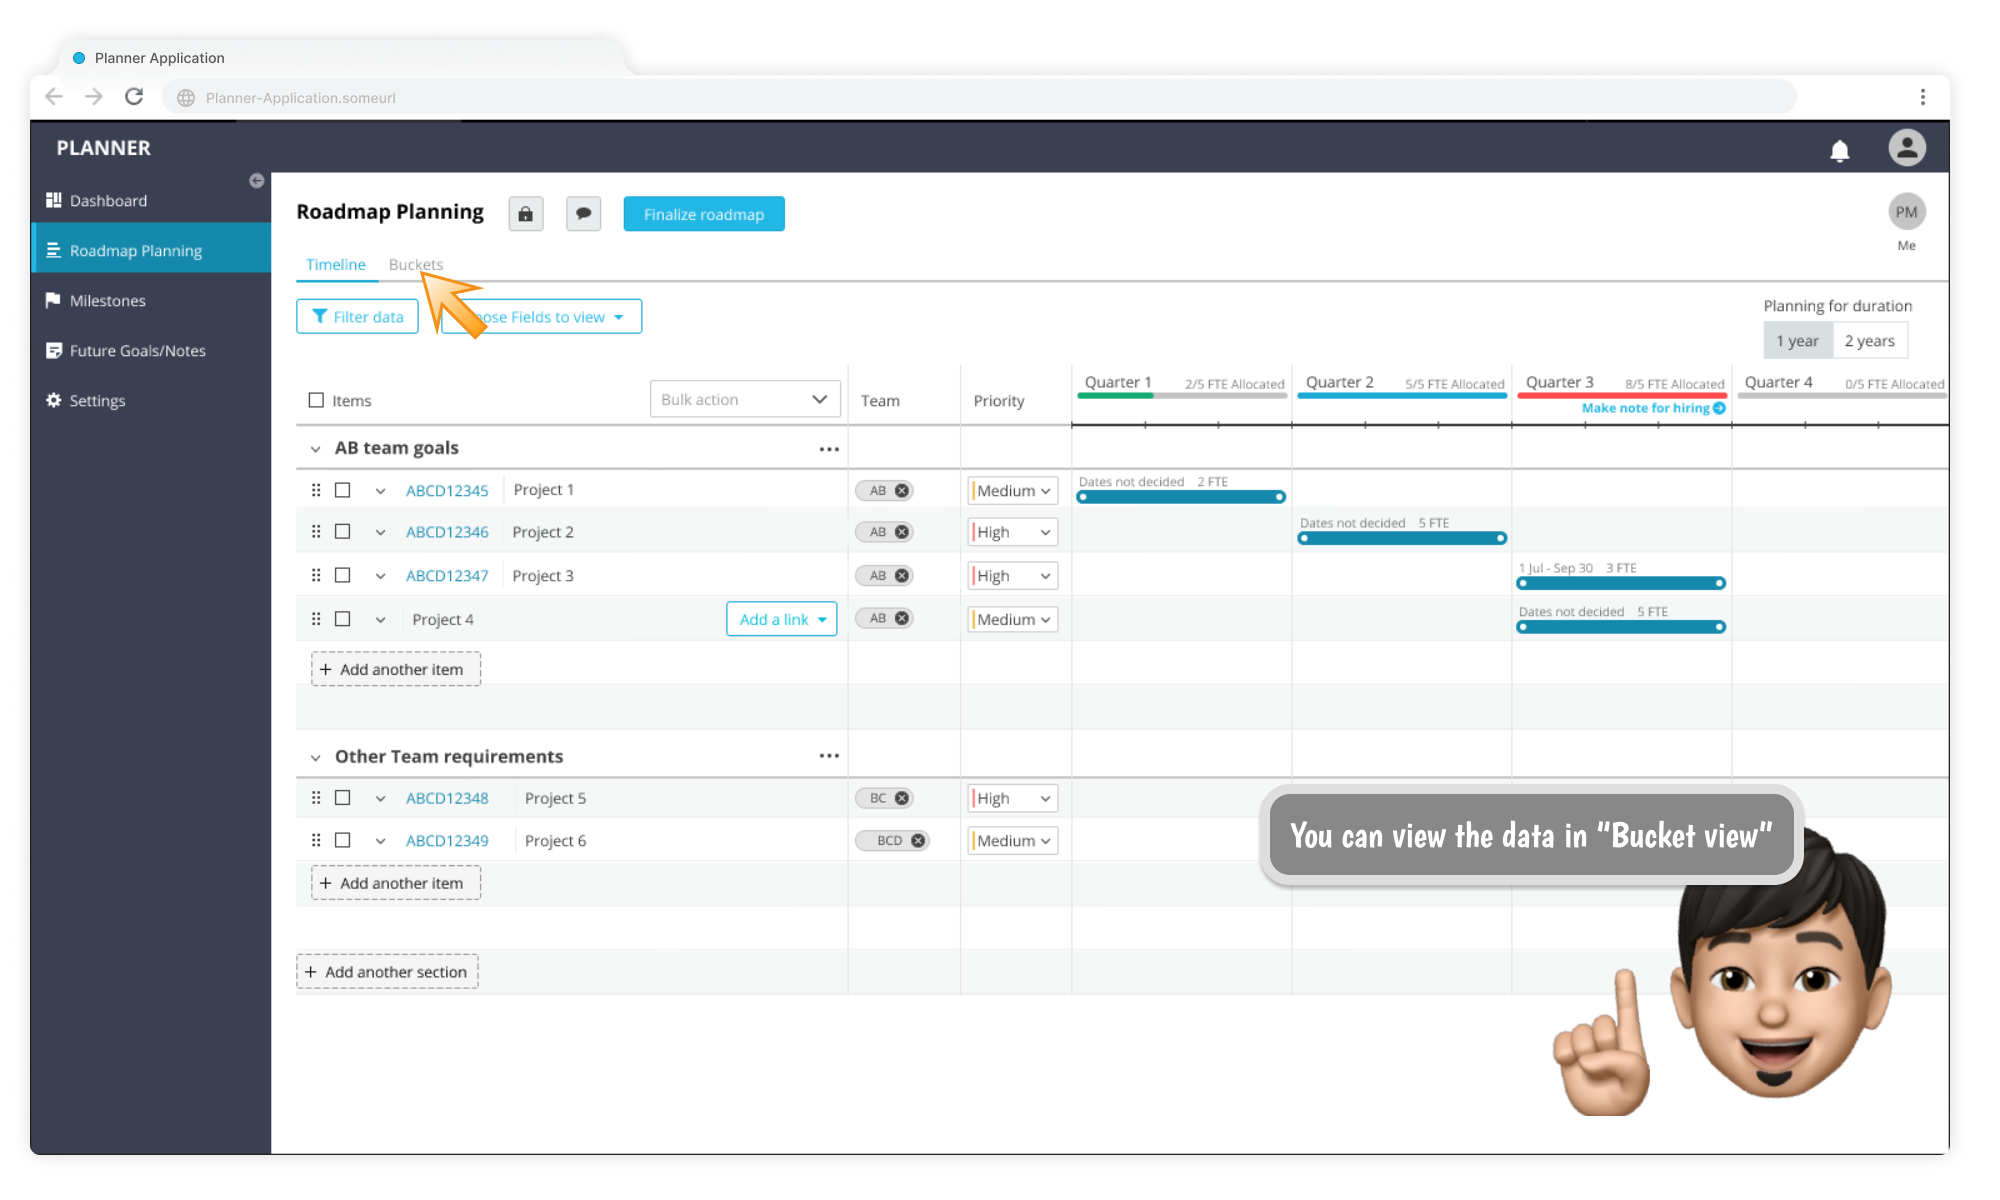 Planner Application
Planner-Application.someurl
PLANNER
Dashboard
Roadmap Planning
Milestones
Future Goals/Notes
Settings
Roadmap Planning
Finalize roadmap
PM
Me
Timeline Buckets
Filter data
ose Fields to view
Planning for duration
1 year 2 years
Items Bulk action Team Priority
Quarter 1 2/5 FTE Allocated Quarter 2 5/5 FTE Allocated Quarter 3 8/5 FTE Allocated Quarter 4 0/5 FTE Allocated
Make note for hiring
AB team goals
ABCD12345 Project 1 AB Medium Dates not decided 2 FTE
ABCD12346 Project 2 AB High Dates not decided 5 FTE
ABCD12347 Project 3 AB High 1 Jul - Sep 30 3 FTE
Project 4 Add a link AB Medium Dates not decided 5 FTE
+ Add another item
Other Team requirements
ABCD12348 Project 5 BC High
ABCD12349 Project 6 BCD Medium
+ Add another item
+ Add another section
You can view the data in “Bucket view”